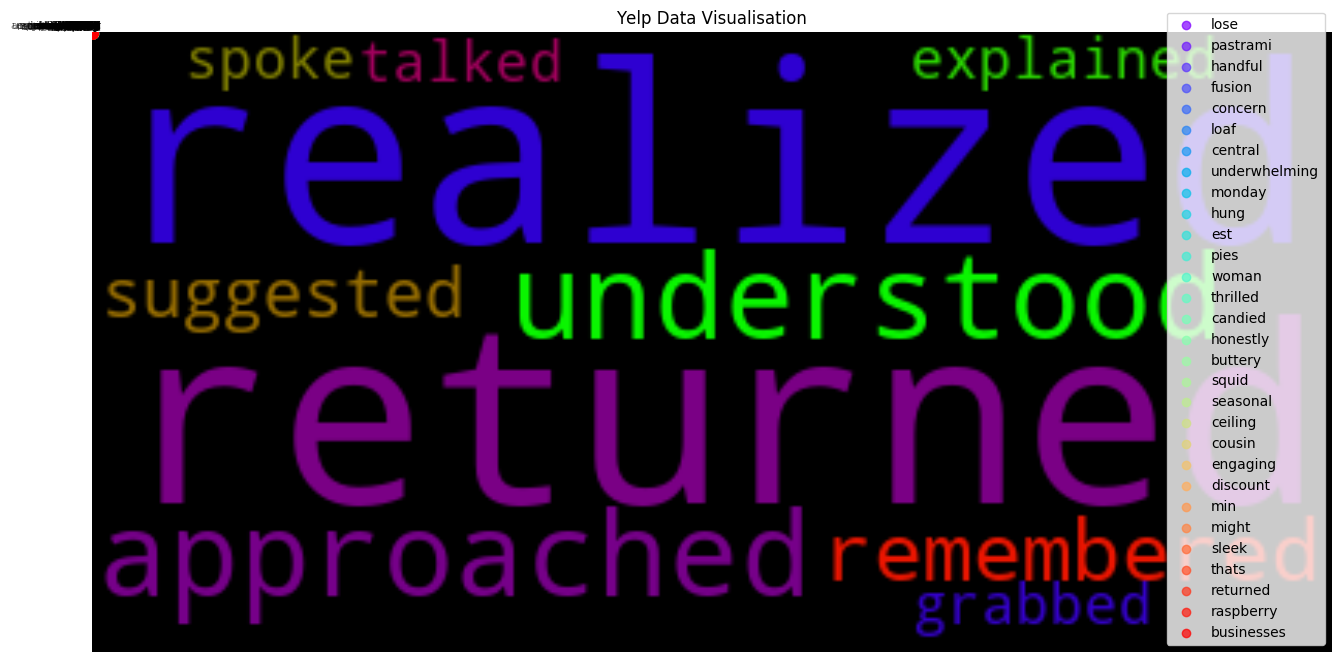 Yelp Data Visualisation
spoke talked explained
realized
suggested understood
returned
approached remembered
grabbed
lose
pastrami
handful
fusion
concern
loaf
central
underwhelming
monday
hung
est
pies
woman
thrilled
candied
honestly
buttery
squid
seasonal
ceiling
cousin
engaging
discount
min
might
sleek
thats
returned
raspberry
businesses